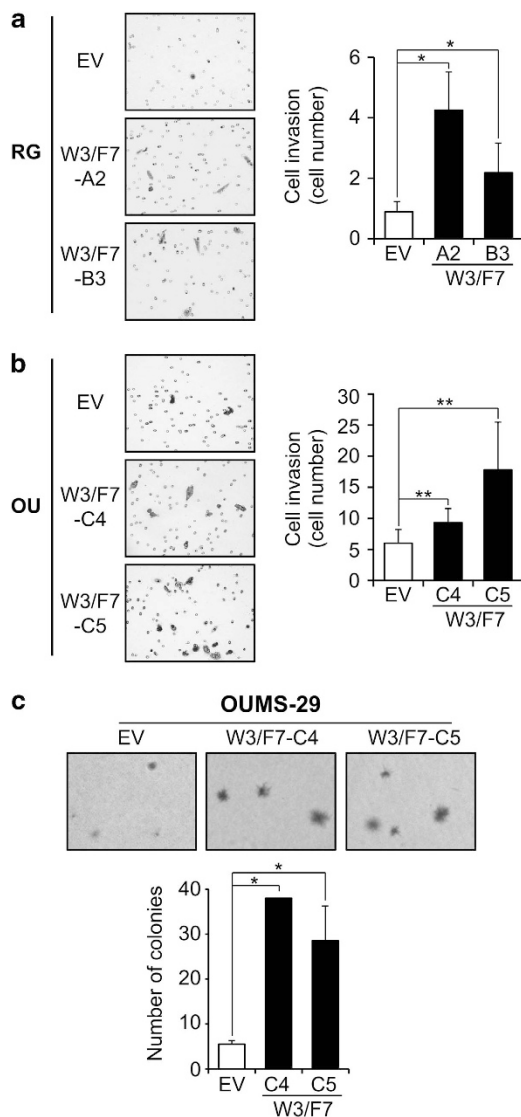 a
RG
EV
W3/F7
-A2
W3/F7
-B3
Cell invasion
(cell number)
6
4
2
0
*
*
EV
A2
B3
W3/F7
b
OU
EV
W3/F7
-C4
W3/F7
-C5
Cell invasion
(cell number)
30
25
20
15
10
5
0
**
**
EV
C4
C5
W3/F7
c
OUMS-29
EV
W3/F7-C4
W3/F7-C5
Number of colonies
40
30
20
10
0
*
*
EV
C4
C5
W3/F7